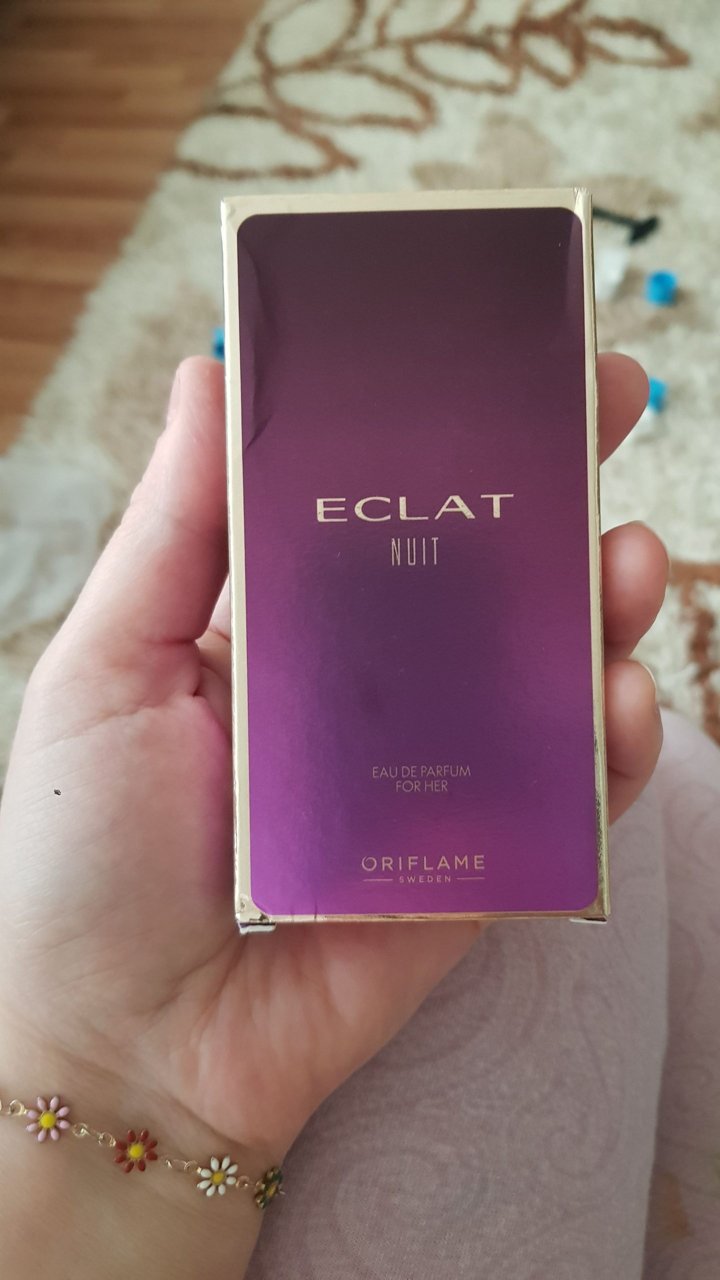 ECLAT
NUIT
EAU DE PARFUM
FOR HER
ORIFLAME
SWEDEN